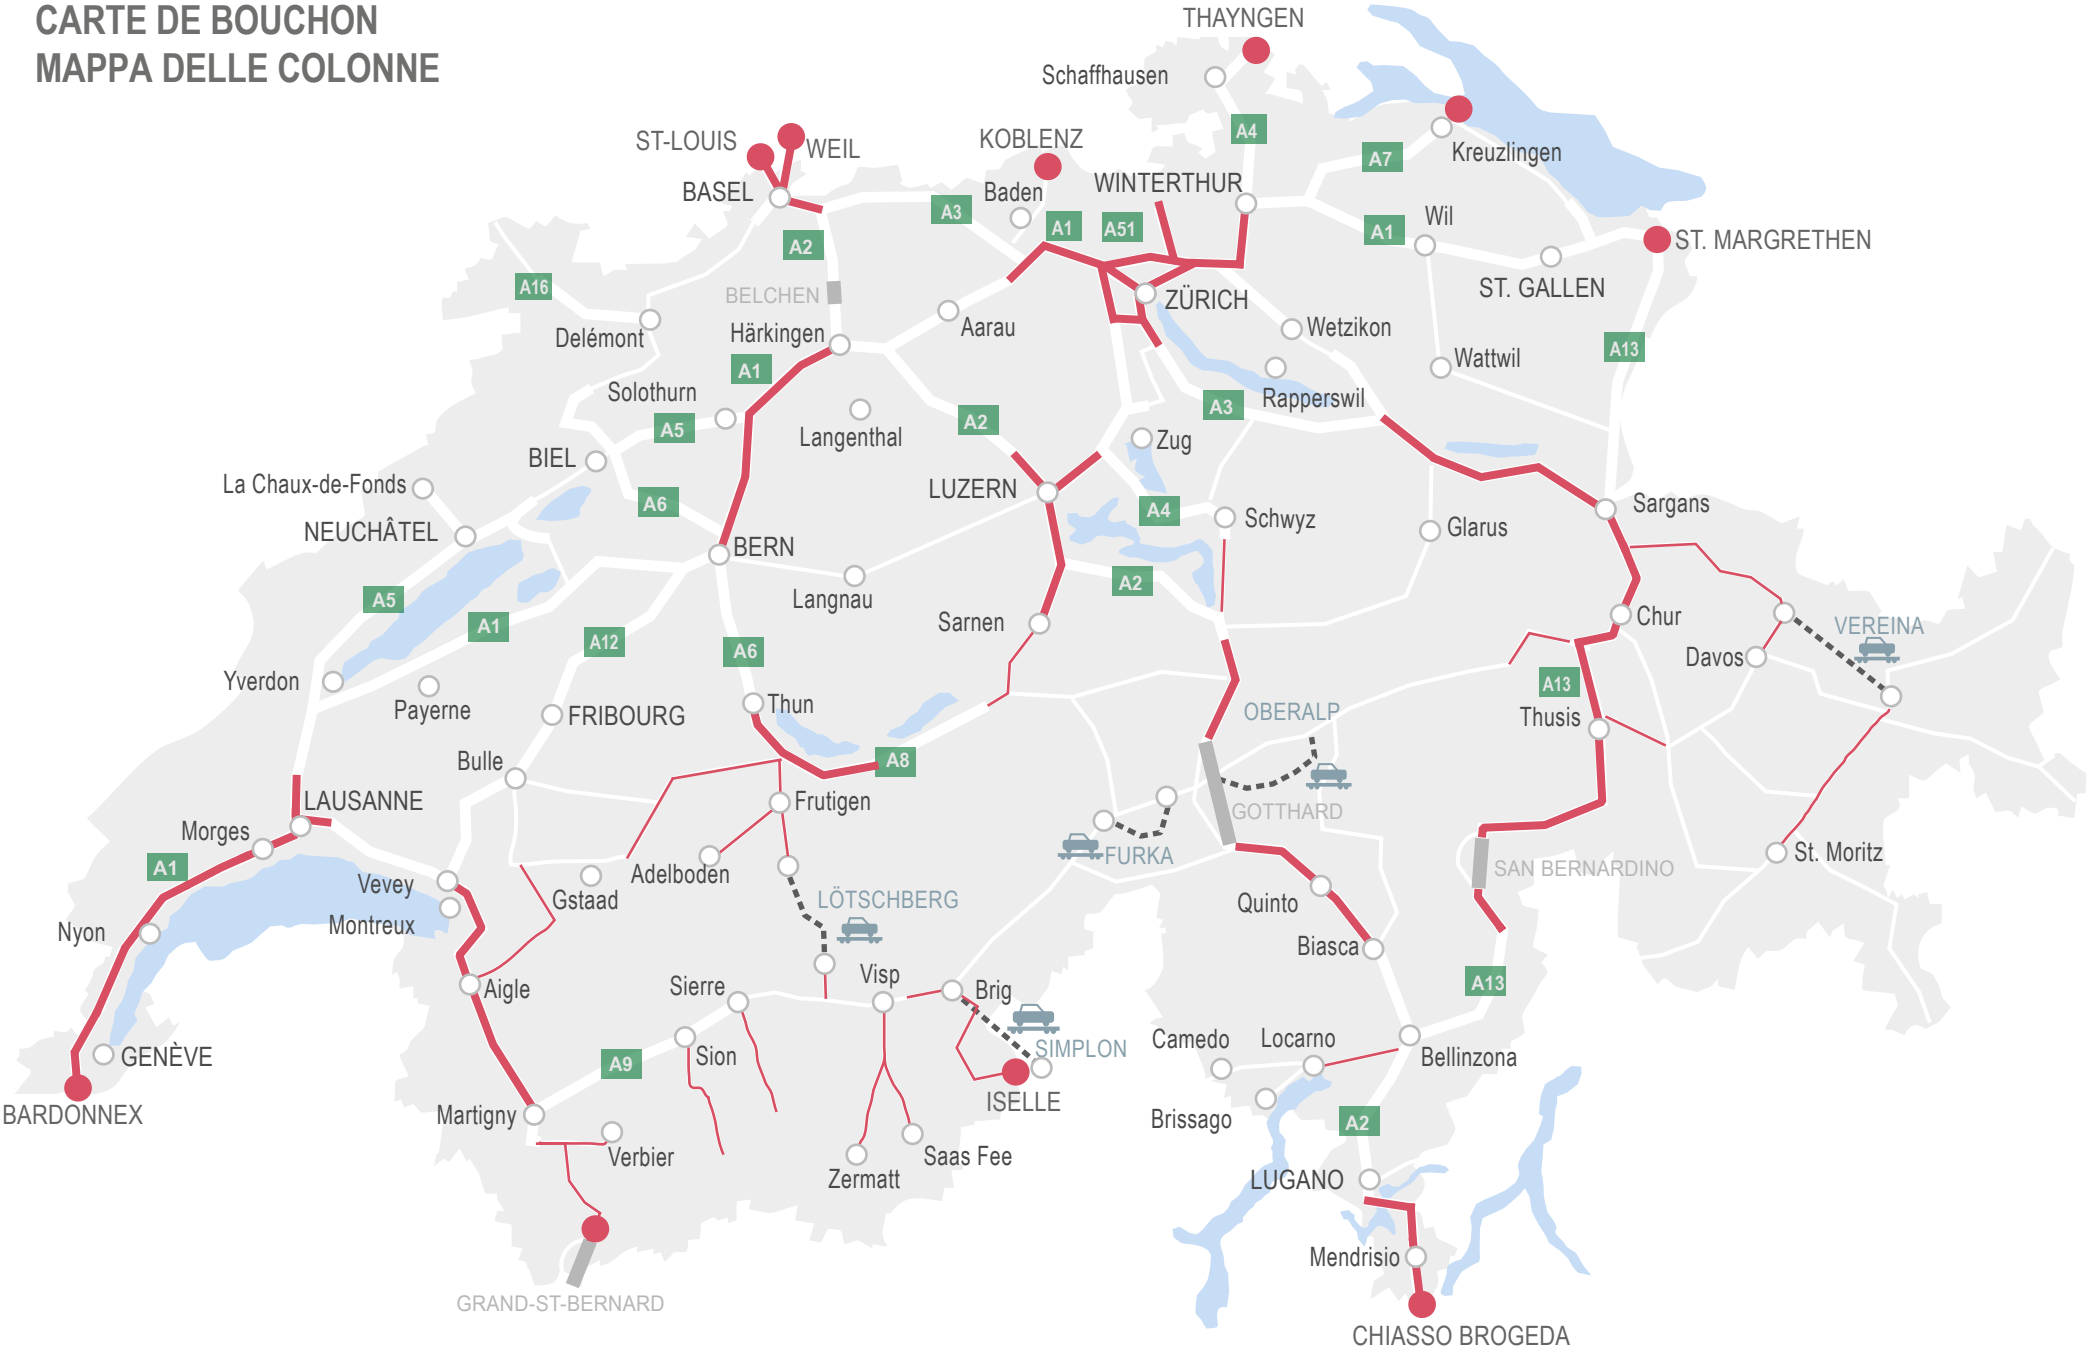 CARTE DE BOUCHON
MAPPA DELLE COLONNE
THAYNGEN
Schaffhausen
A4
ST-LOUIS
WEIL
KOBLENZ
Kreuzlingen
A7
BASEL
Baden
WINTERTHUR
A3
A1
A51
A1
Wil
ST. MARGRETHEN
A2
A16
BELCHEN
ZÜRICH
ST. GALLEN
Delémont
Härkingen
Aarau
Wetzikon
Wattwil
A13
A1
Solothurn
Rapperswil
A3
A5
Langenthal
A2
Zug
BIEL
La Chaux-de-Fonds
LUZERN
A6
A4
Schwyz
Glarus
Sargans
NEUCHÂTEL
BERN
Langnau
A2
A5
A1
A12
Sarnen
Chur
VEREINA
A6
Davos
Yverdon
Payerne
FRIBOURG
Thun
A13
OBERALP
Thusis
Bulle
A8
LAUSANNE
Frutigen
GOTTHARD
Morges
FURKA
St. Moritz
A1
Vevey
Gstaad
Adelboden
SAN BERNARDINO
Montreux
LÖTSCHBERG
Quinto
Nyon
Biasca
Aigle
Sierre
Visp
Brig
A13
GENÈVE
Sion
A9
SIMPLON
Camedo
Locarno
Bellinzona
BARDONNEX
Martigny
ISELLE
Brissago
A2
Verbier
Saas Fee
Zermatt
LUGANO
Mendrisio
GRAND-ST-BERNARD
CHIASSO BROGEDA